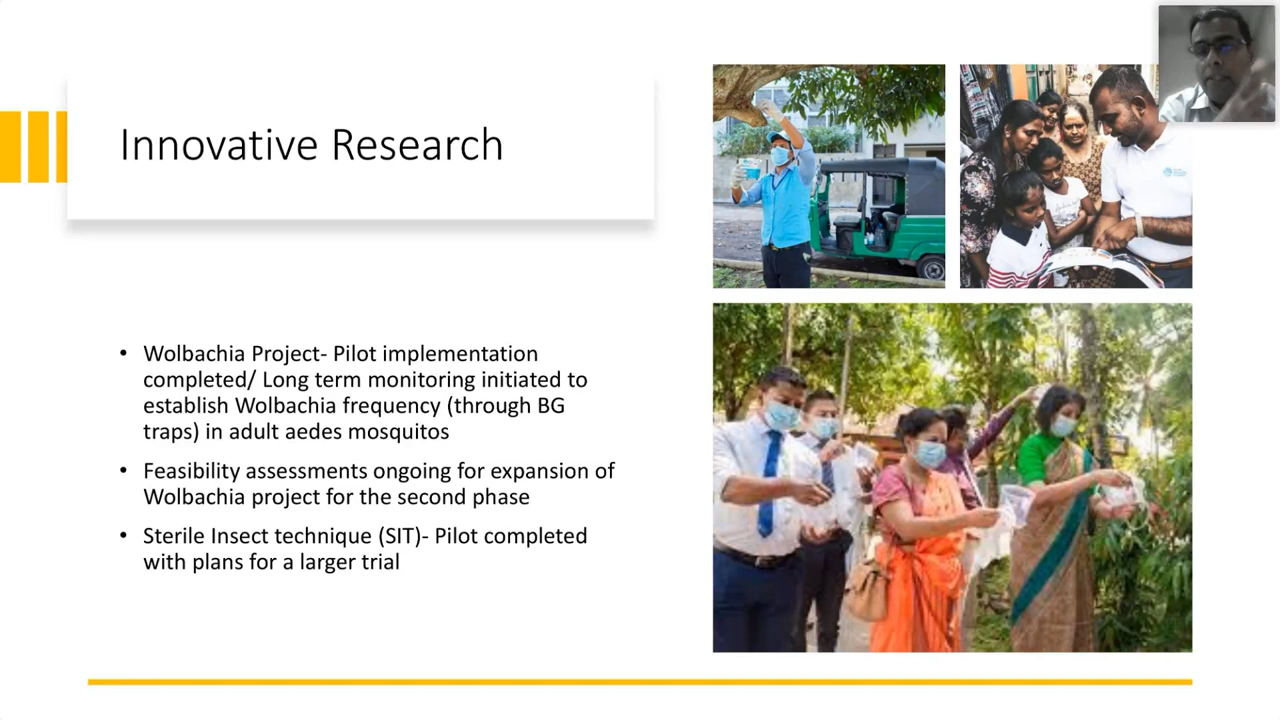 Innovative Research
• Wolbachia Project- Pilot implementation
completed/ Long term monitoring initiated to
establish Wolbachia frequency (through BG
traps) in adult aedes mosquitos
• Feasibility assessments ongoing for expansion of
Wolbachia project for the second phase
• Sterile Insect technique (SIT)- Pilot completed
with plans for a larger trial